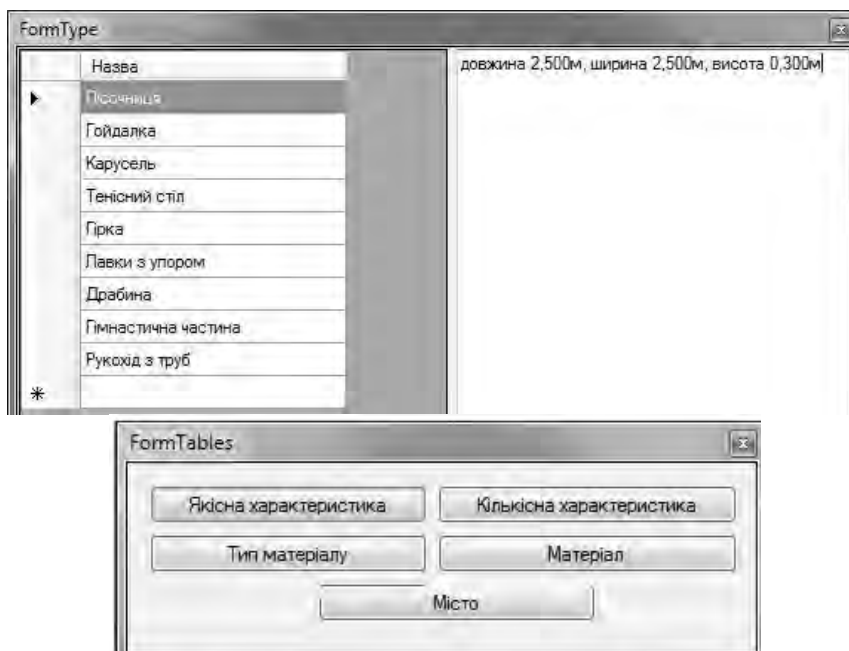 FormType
Назва
довжина 2,500м, ширина 2,500м, висота 0,300м
Пісочниця
Гойдалка
Карусель
Тенісний стіл
Гірка
Лавки з упором
Драбина
Гімнастична частина
Рукохід з труб
FormTables
Якісна характеристика
Кількісна характеристика
Тип матеріалу
Матеріал
Місто